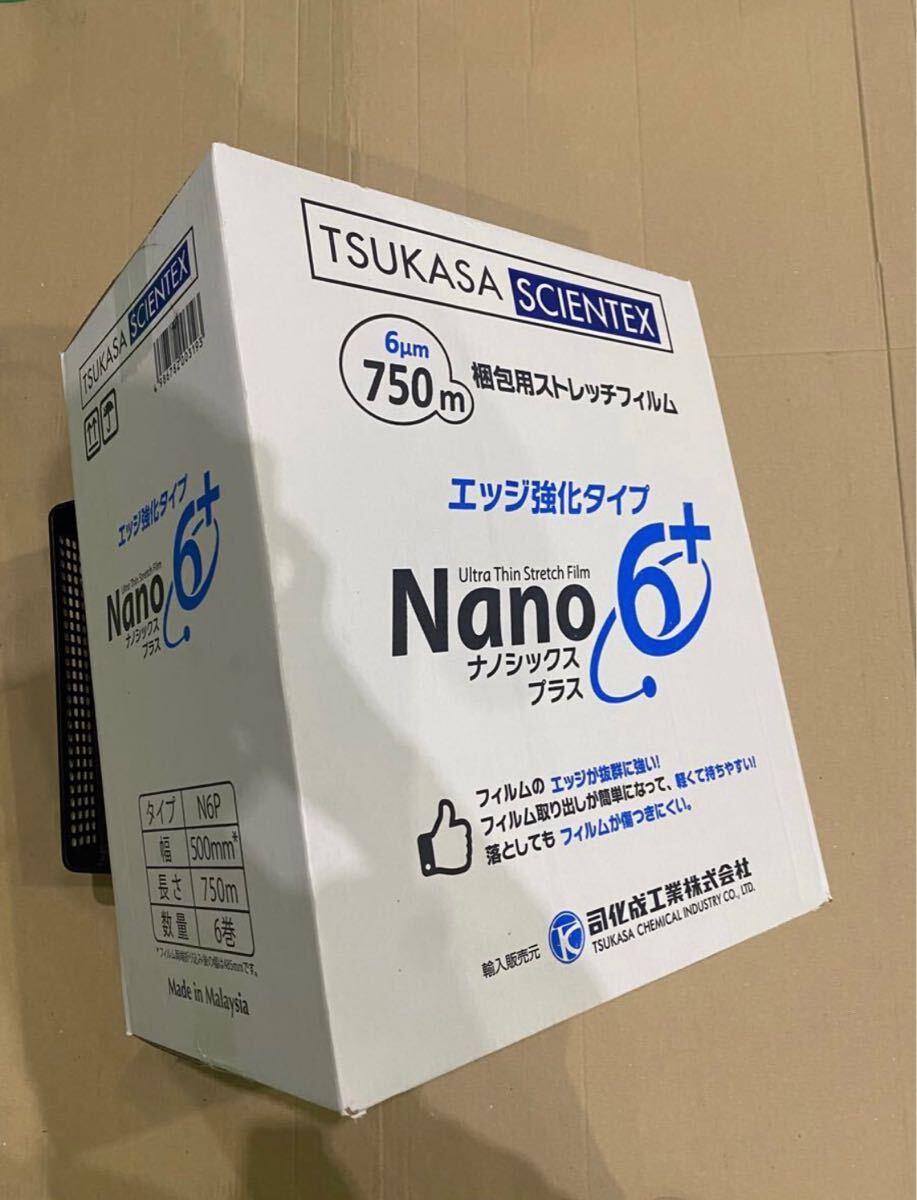 TSUKASA SCIENTEX
6μm
750m
梱包用ストレッチフィルム
エッジ強化タイプ
Ultra Thin Stretch Film
Nano 6+
ナノシックス
プラス
フィルムの エッジが抜群に強い!
フィルム取り出しが簡単になって、軽くて持ちやすい!
落としても フィルムが傷つきにくい。
輸入販売元
司化成工業株式会社
TSUKASA CHEMICAL INDUSTRY CO., LTD.
TSUKASA SCIENTEX
エッジ強化タイプ
Ultra Thin Stretch Film
Nano 6+
ナノシックス
プラス
タイプ N6P
幅 500mm*
長さ 750m
数量 6巻
Made in Malaysia